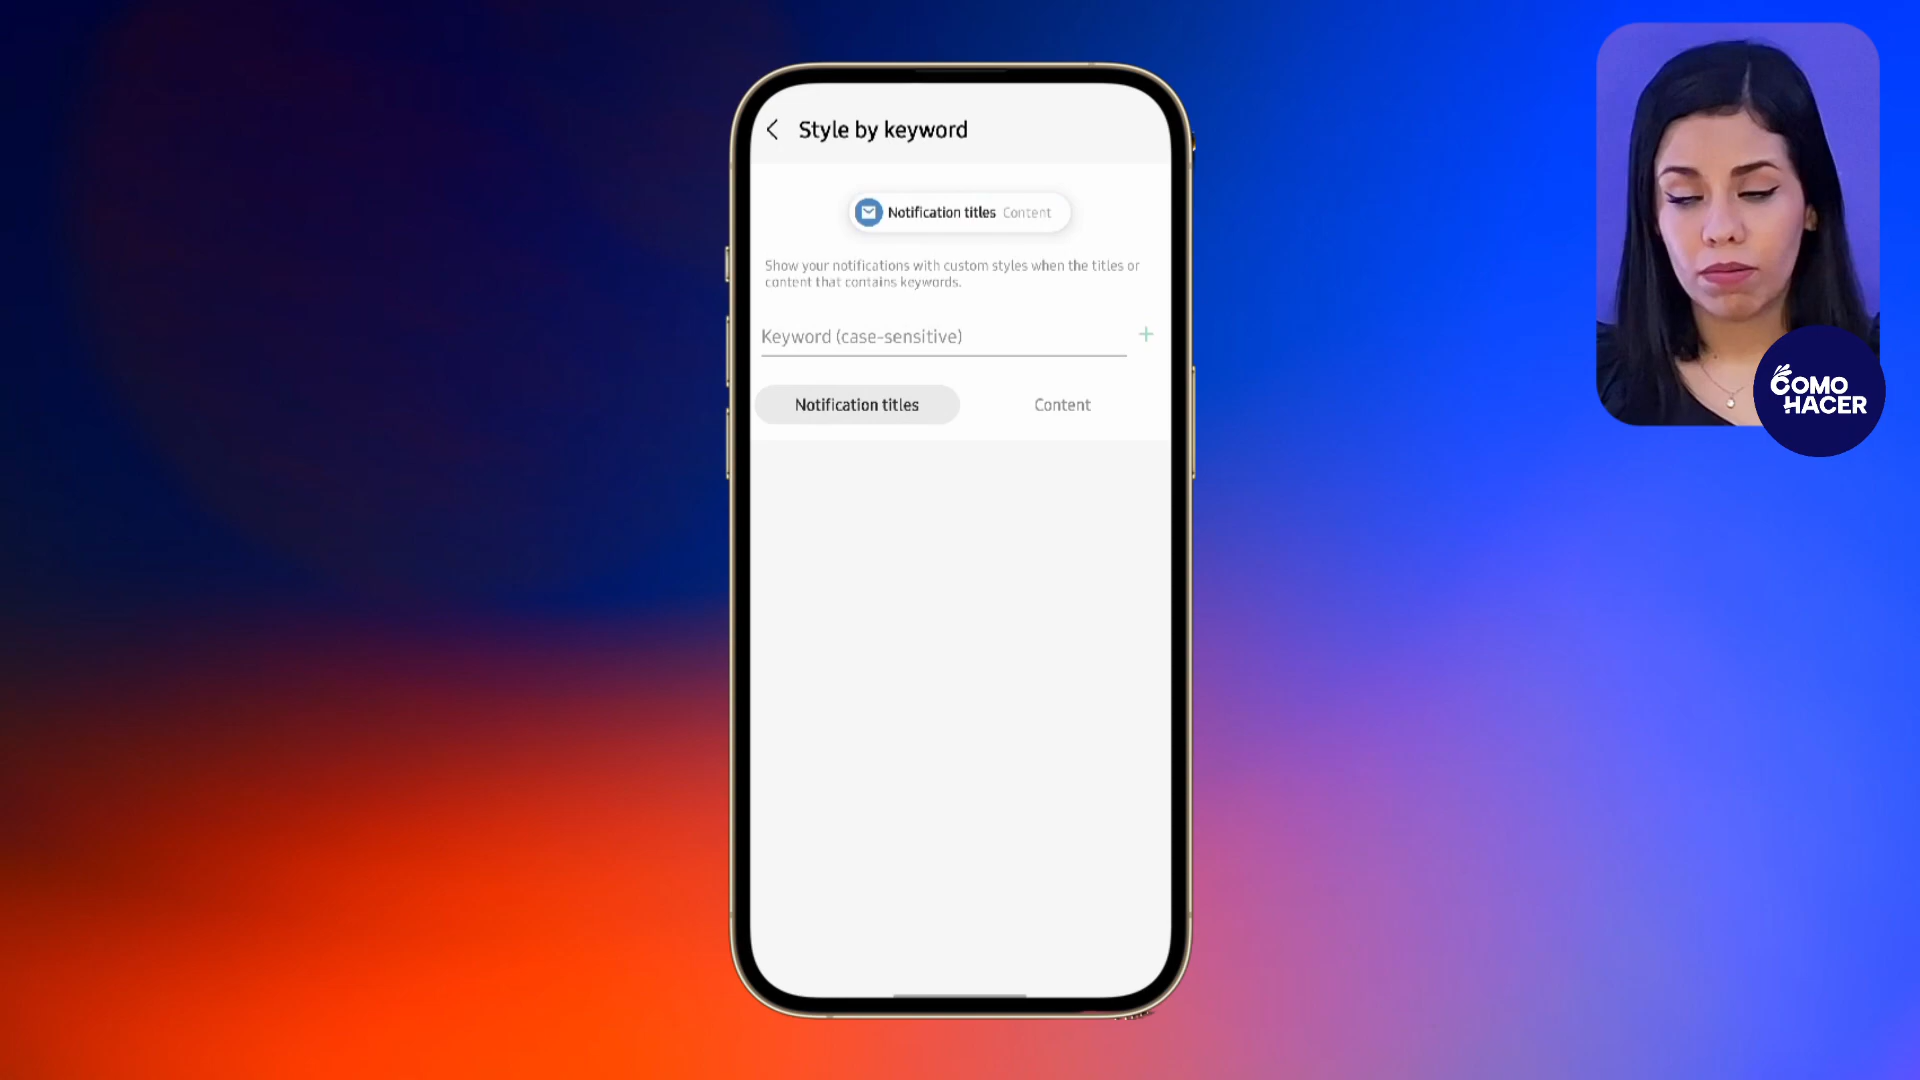 Style by keyword
Notification titles Content
Show your notifications with custom styles when the titles or
content that contains keywords.
Keyword (case-sensitive)
+
Notification titles
Content
COMO
HACER